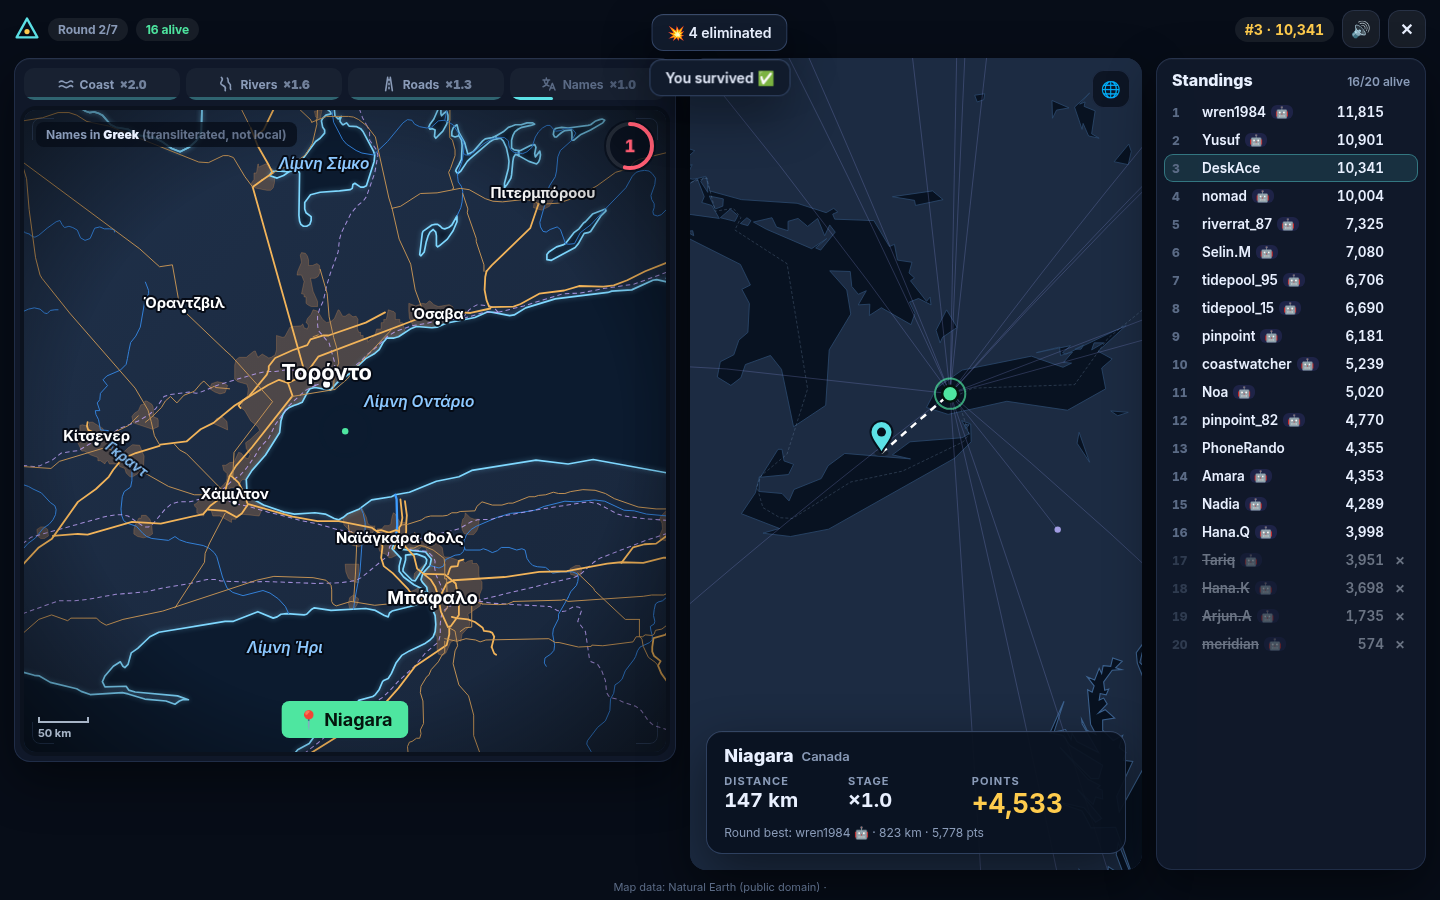 Round 2/7
16 alive
💥 4 eliminated
#3 · 10,341
You survived ✅
Coast ×2.0
Rivers ×1.6
Roads ×1.3
Names ×1.0
Names in Greek (transliterated, not local)
1
Λίμνη Σίμκο
Πιτερμπόροου
Όραντζβιλ
Όσαβα
Τορόντο
Λίμνη Οντάριο
Κίτσενερ
Γκραντ
Χάμιλτον
Ναϊάγκαρα Φολς
Μπάφαλο
Λίμνη Ήρι
50 km
📍 Niagara
Niagara Canada
DISTANCE STAGE POINTS
147 km ×1.0 +4,533
Round best: wren1984 🤖 · 823 km · 5,778 pts
Standings 16/20 alive
1 wren1984 🤖 11,815
2 Yusuf 🤖 10,901
3 DeskAce 10,341
4 nomad 🤖 10,004
5 riverrat_87 🤖 7,325
6 Selin.M 🤖 7,080
7 tidepool_95 🤖 6,706
8 tidepool_15 🤖 6,690
9 pinpoint 🤖 6,181
10 coastwatcher 🤖 5,239
11 Noa 🤖 5,020
12 pinpoint_82 🤖 4,770
13 PhoneRando 4,355
14 Amara 🤖 4,353
15 Nadia 🤖 4,289
16 Hana.Q 🤖 3,998
17 Tariq 🤖 3,951 ×
18 Hana.K 🤖 3,698 ×
19 Arjun.A 🤖 1,735 ×
20 meridian 🤖 574 ×
Map data: Natural Earth (public domain) ·